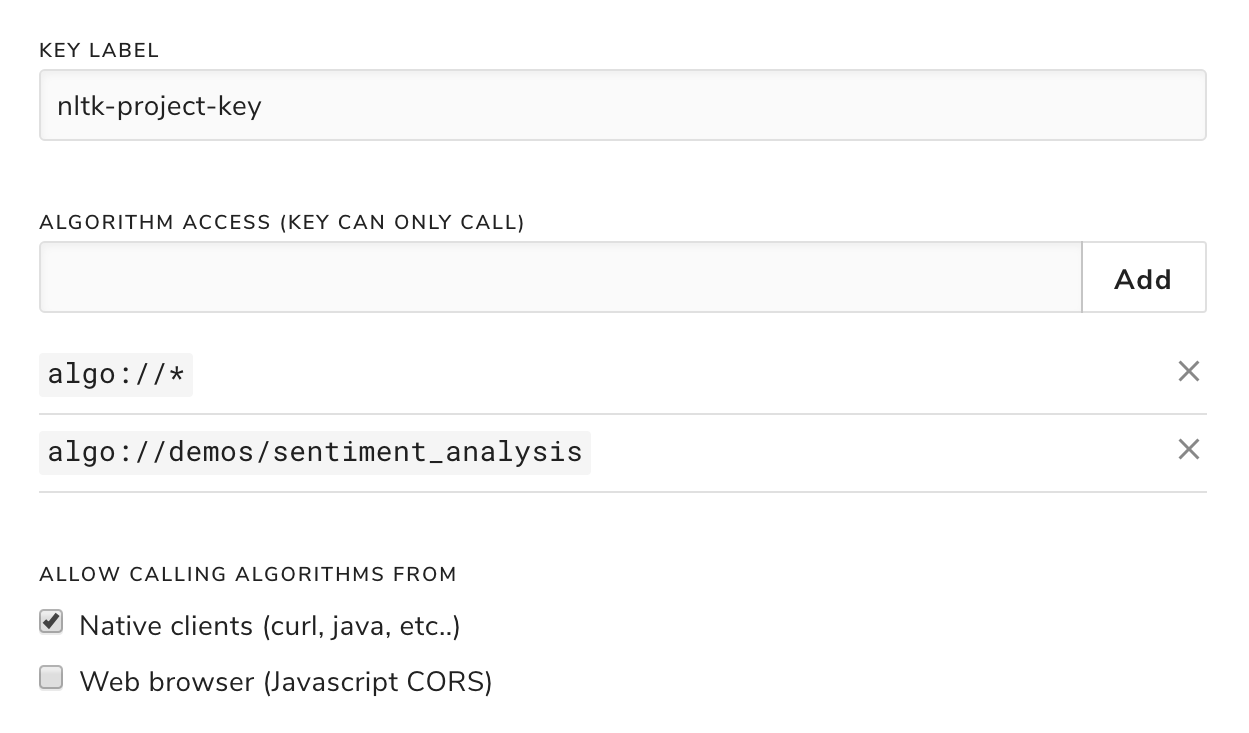 KEY LABEL
nltk-project-key
ALGORITHM ACCESS (KEY CAN ONLY CALL)
Add
algo://*
algo://demos/sentiment_analysis
ALLOW CALLING ALGORITHMS FROM
Native clients (curl, java, etc..)
Web browser (Javascript CORS)